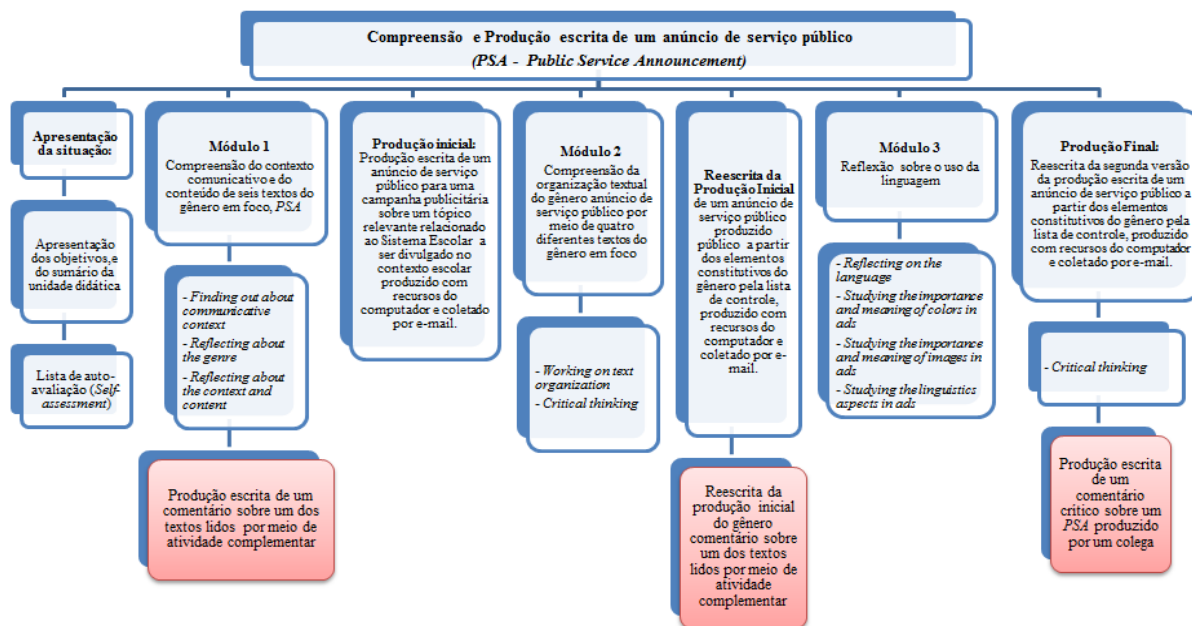 Compreensão e Produção escrita de um anúncio de serviço público
(PSA - Public Service Announcement)
Apresentação
da situação:
Apresentação
dos objetivos, e
do sumário da
unidade didática
Lista de auto-
avaliação (Self-
assessment)
Módulo 1
Compreensão do contexto
comunicativo e do
conteúdo de seis textos do
gênero em foco, PSA
- Finding out about
communicative
context
- Reflecting about
the genre
- Reflecting about
the context and
content
Produção escrita de um
comentário sobre um dos
textos lidos por meio de
atividade complementar
Produção inicial:
Produção escrita de um
anúncio de serviço
público para uma
campanha publicitária
sobre um tópico
relevante relacionado
ao Sistema Escolar a
ser divulgado no
contexto escolar
produzido com
recursos do
computador e coletado
por e-mail.
Módulo 2
Compreensão da
organização textual do
gênero anúncio de
serviço público por
meio de quatro
diferentes textos do
gênero em foco
- Working on text
organization
- Critical thinking
Reescrita da
Produção Inicial
de um anúncio de
serviço público
produzido
público a partir
dos elementos
constitutivos do
gênero pela lista
de controle,
produzido com
recursos do
computador e
coletado por e-
mail.
Reescrita da
produção inicial
do gênero
comentário sobre
um dos textos
lidos por meio de
atividade
complementar
Módulo 3
Reflexão sobre o uso da
linguagem
- Reflecting on the
language
- Studying the importance
and meaning of colors in
ads
- Studying the importance
and meaning of images in
ads
- Studying the linguistics
aspects in ads
Produção Final:
Reescrita da segunda versão
da produção escrita de um
anúncio de serviço público a
partir dos elementos
constitutivos do gênero pela
lista de controle, produzido
com recursos do computador
e coletado por e-mail.
- Critical thinking
Produção escrita
de um
comentário
crítico sobre um
PSA produzido
por um colega